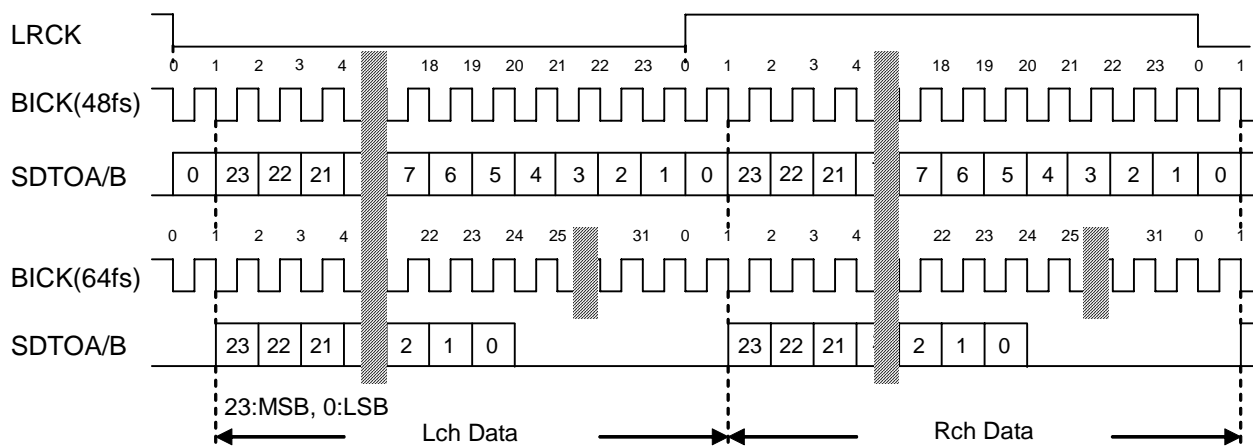 LRCK
0 1 2 3 4 18 19 20 21 22 23 0 1 2 3 4 18 19 20 21 22 23 0 1
BICK(48fs)
SDTOA/B 0 23 22 21 7 6 5 4 3 2 1 0 23 22 21 7 6 5 4 3 2 1 0
0 1 2 3 4 22 23 24 25 31 0 1 2 3 4 22 23 24 25 31 0 1
BICK(64fs)
SDTOA/B 23 22 21 2 1 0 23 22 21 2 1 0
23:MSB, 0:LSB
Lch Data Rch Data